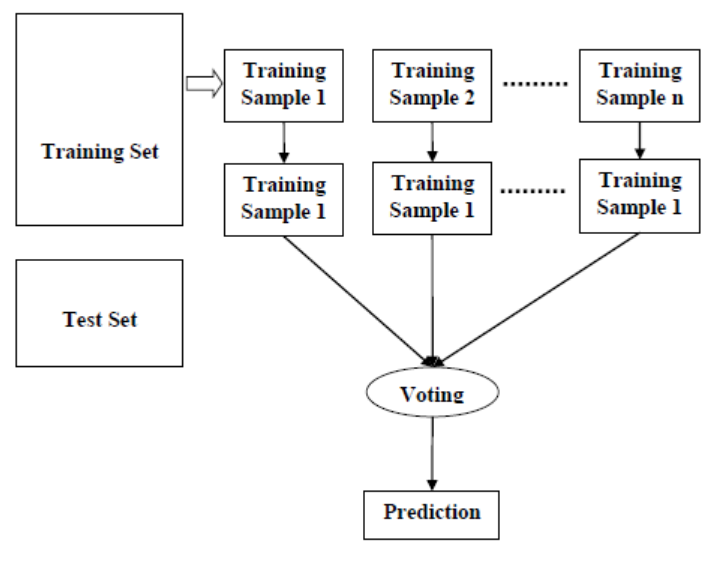 Training Set
Training
Sample 1
Training
Sample 2
.........
Training
Sample n
Training
Sample 1
Training
Sample 1
.........
Training
Sample 1
Test Set
Voting
Prediction